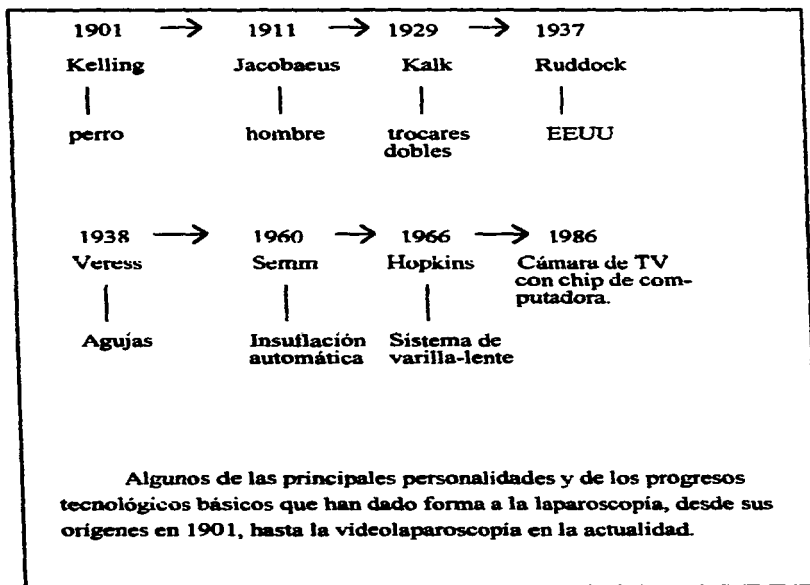 1901 → 1911 → 1929 → 1937
Kelling Jacobaeus Kalk Ruddock
perro hombre trocares dobles EEUU
1938 → 1960 → 1966 → 1986
Veress Semm Hopkins Cámara de TV con chip de com-
putadora.
Agujas Insuflación automática Sistema de varilla-lente
Algunos de las principales personalidades y de los progresos
tecnológicos básicos que han dado forma a la laparoscopía, desde sus
orígenes en 1901, hasta la videolaparoscopía en la actualidad.